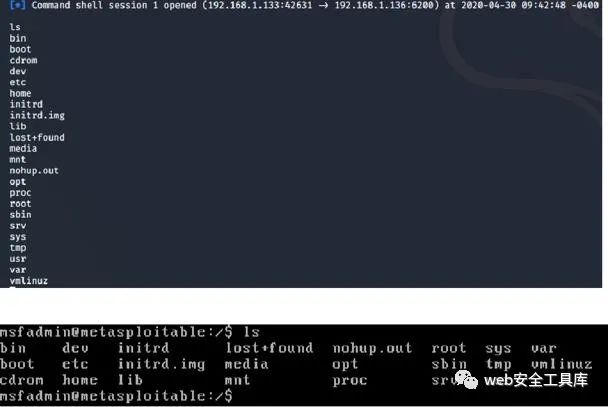 [*] Command shell session 1 opened (192.168.1.133:42631 → 192.168.1.136:6200) at 2020-04-30 09:42:48 -0400
ls
bin
boot
cdrom
dev
etc
home
initrd
initrd.img
lib
lost+found
media
mnt
nohup.out
opt
proc
root
sbin
srv
sys
tmp
usr
var
vmlinuz
msfadmin@metasploitable:/$ ls
bin dev initrd lost+found nohup.out root sys var
boot etc initrd.img media opt sbin tmp vmlinuz
cdrom home lib mnt proc srv
msfadmin@metasploitable:/$
web安全工具库